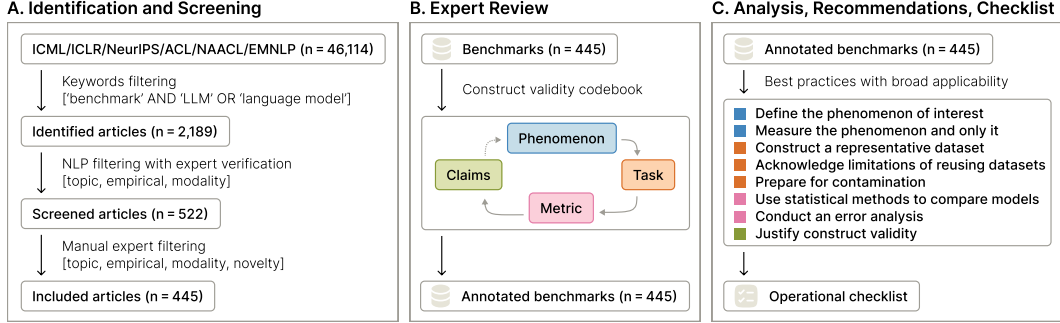 A. Identification and Screening
ICML/ICLR/NeurIPS/ACL/NAACL/EMNLP (n = 46,114)
Keywords filtering
['benchmark' AND 'LLM' OR 'language model']
Identified articles (n = 2,189)
NLP filtering with expert verification
[topic, empirical, modality]
Screened articles (n = 522)
Manual expert filtering
[topic, empirical, modality, novelty]
Included articles (n = 445)
B. Expert Review
Benchmarks (n = 445)
Construct validity codebook
Phenomenon
Claims
Task
Metric
Annotated benchmarks (n = 445)
C. Analysis, Recommendations, Checklist
Annotated benchmarks (n = 445)
Best practices with broad applicability
Define the phenomenon of interest
Measure the phenomenon and only it
Construct a representative dataset
Acknowledge limitations of reusing datasets
Prepare for contamination
Use statistical methods to compare models
Conduct an error analysis
Justify construct validity
Operational checklist